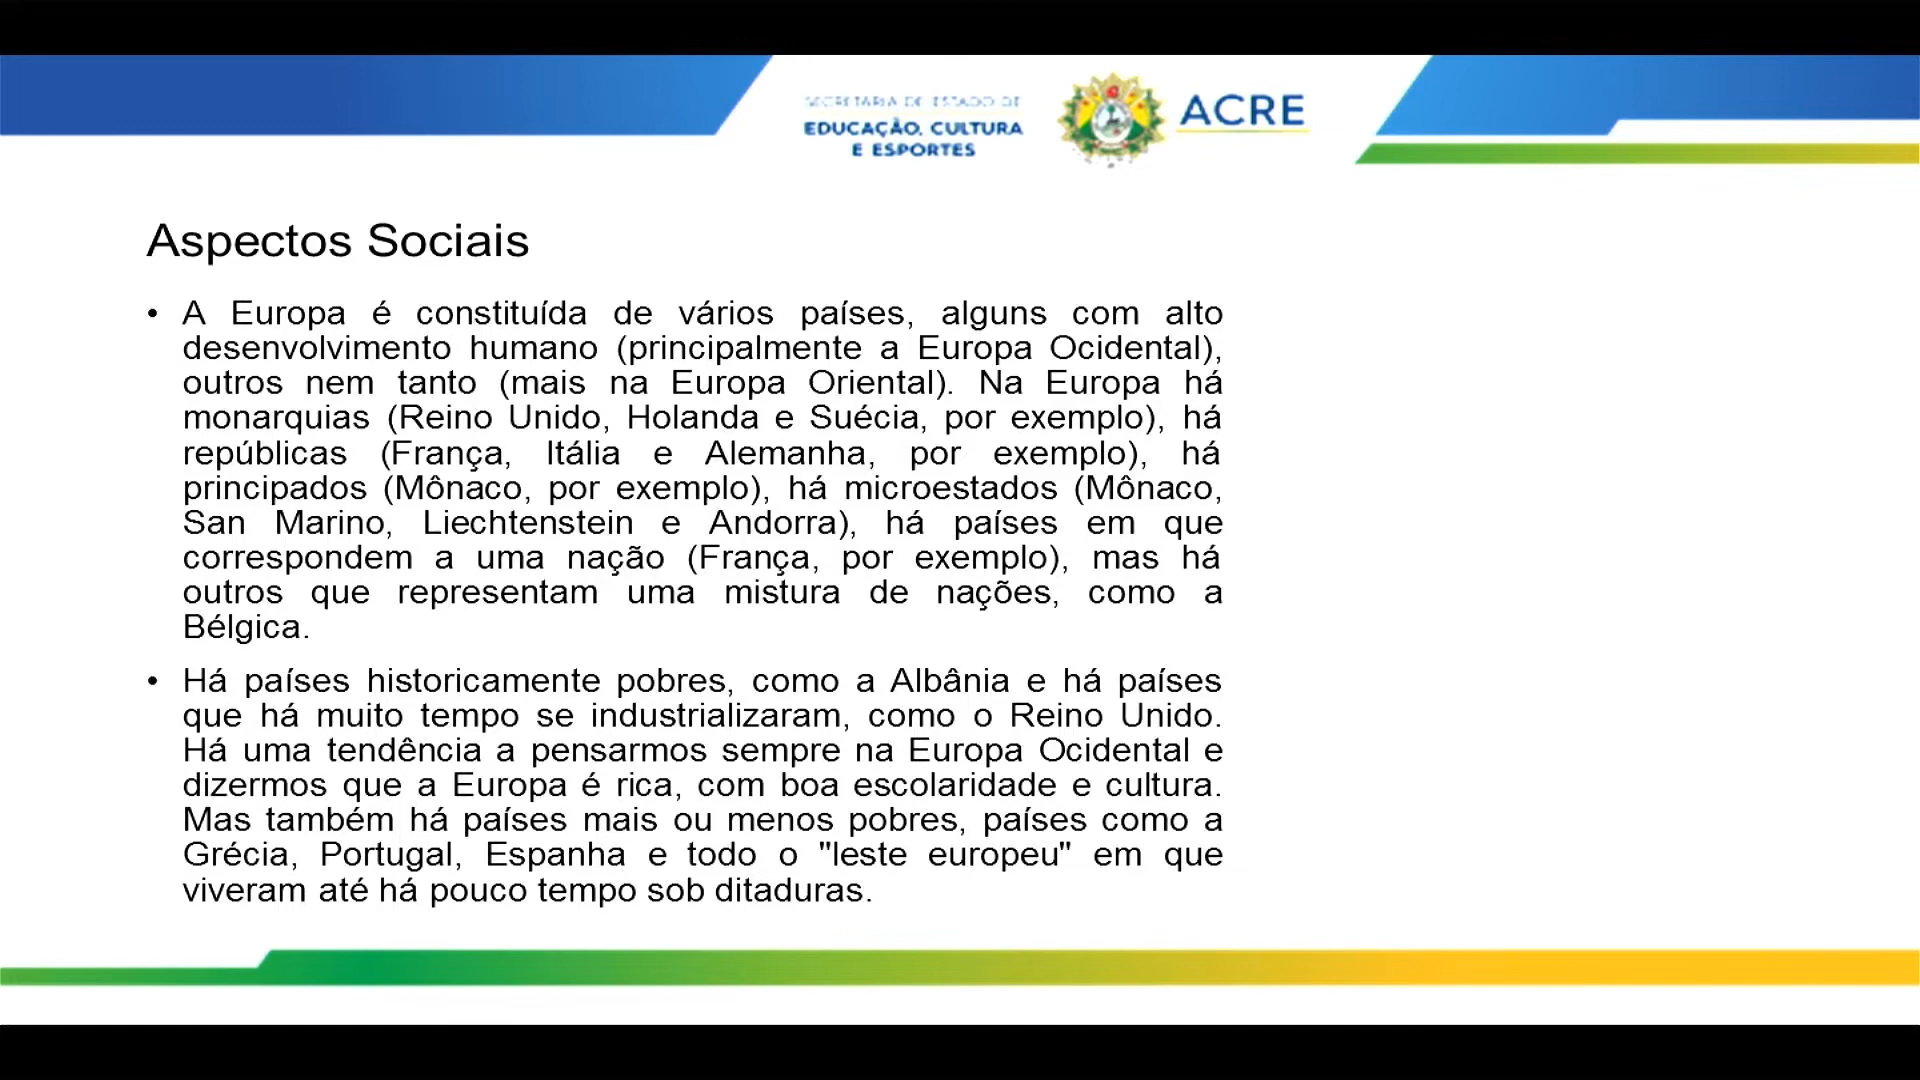 SECRETARIA DE ESTADO DE
EDUCAÇÃO, CULTURA
E ESPORTES
ACRE
Aspectos Sociais
• A Europa é constituída de vários países, alguns com alto
desenvolvimento humano (principalmente a Europa Ocidental),
outros nem tanto (mais na Europa Oriental). Na Europa há
monarquias (Reino Unido, Holanda e Suécia, por exemplo), há
repúblicas (França, Itália e Alemanha, por exemplo), há
principados (Mônaco, por exemplo), há microestados (Mônaco,
San Marino, Liechtenstein e Andorra), há países em que
correspondem a uma nação (França, por exemplo), mas há
outros que representam uma mistura de nações, como a
Bélgica.
• Há países historicamente pobres, como a Albânia e há países
que há muito tempo se industrializaram, como o Reino Unido.
Há uma tendência a pensarmos sempre na Europa Ocidental e
dizermos que a Europa é rica, com boa escolaridade e cultura.
Mas também há países mais ou menos pobres, países como a
Grécia, Portugal, Espanha e todo o "leste europeu" em que
viveram até há pouco tempo sob ditaduras.